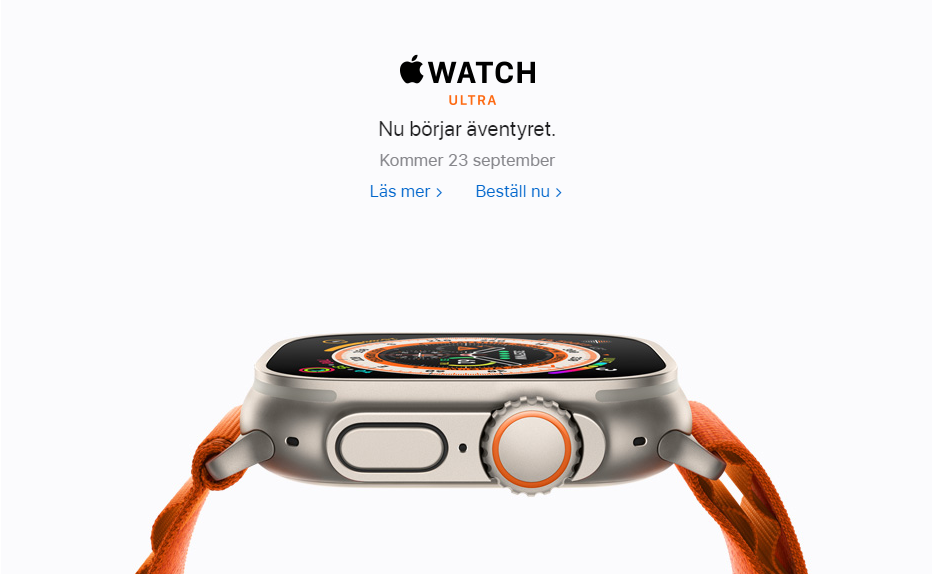 WATCH
ULTRA
Nu börjar äventyret.
Kommer 23 september
Läs mer >
Beställ nu >